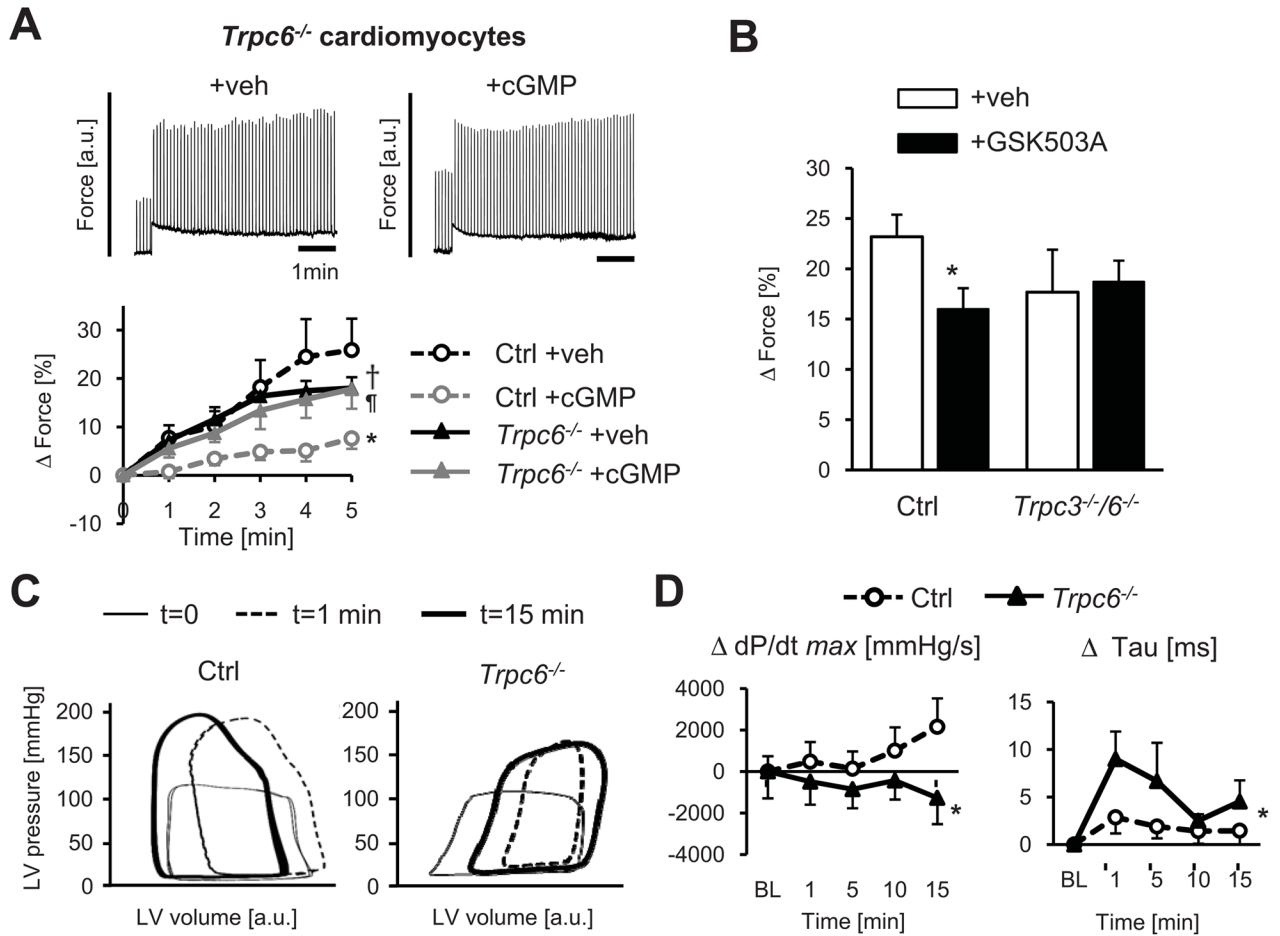 A
Trpc6-/- cardiomyocytes
+veh
+cGMP
Force [a.u.]
Force [a.u.]
1min
Δ Force [%]
30
20
10
0
-10
0 1 2 3 4 5
Time [min]
†
¶
*
Ctrl +veh
Ctrl +cGMP
Trpc6-/- +veh
Trpc6-/- +cGMP
B
+veh
+GSK503A
Δ Force [%]
30
25
20
15
10
5
0
*
Ctrl
Trpc3-/-/6-/-
C
t=0
t=1 min
t=15 min
Ctrl
Trpc6-/-
LV pressure [mmHg]
200
150
100
50
0
200
150
100
50
0
LV volume [a.u.]
LV volume [a.u.]
D
Ctrl
Trpc6-/-
Δ dP/dt max [mmHg/s]
4000
2000
0
-2000
-4000
*
BL 1 5 10 15
Time [min]
Δ Tau [ms]
15
10
5
0
*
BL 1 5 10 15
Time [min]